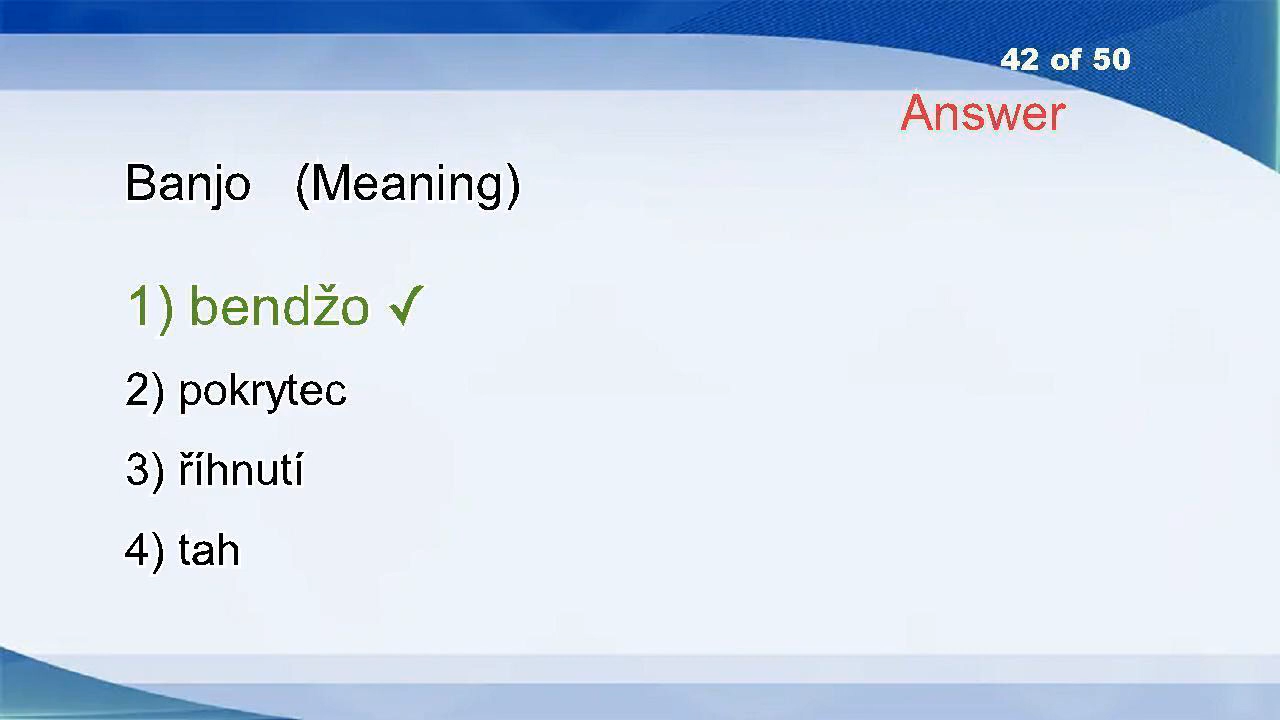 42 of 50
Answer
Banjo (Meaning)
1) bendžo ✓
2) pokrytec
3) říhnutí
4) tah